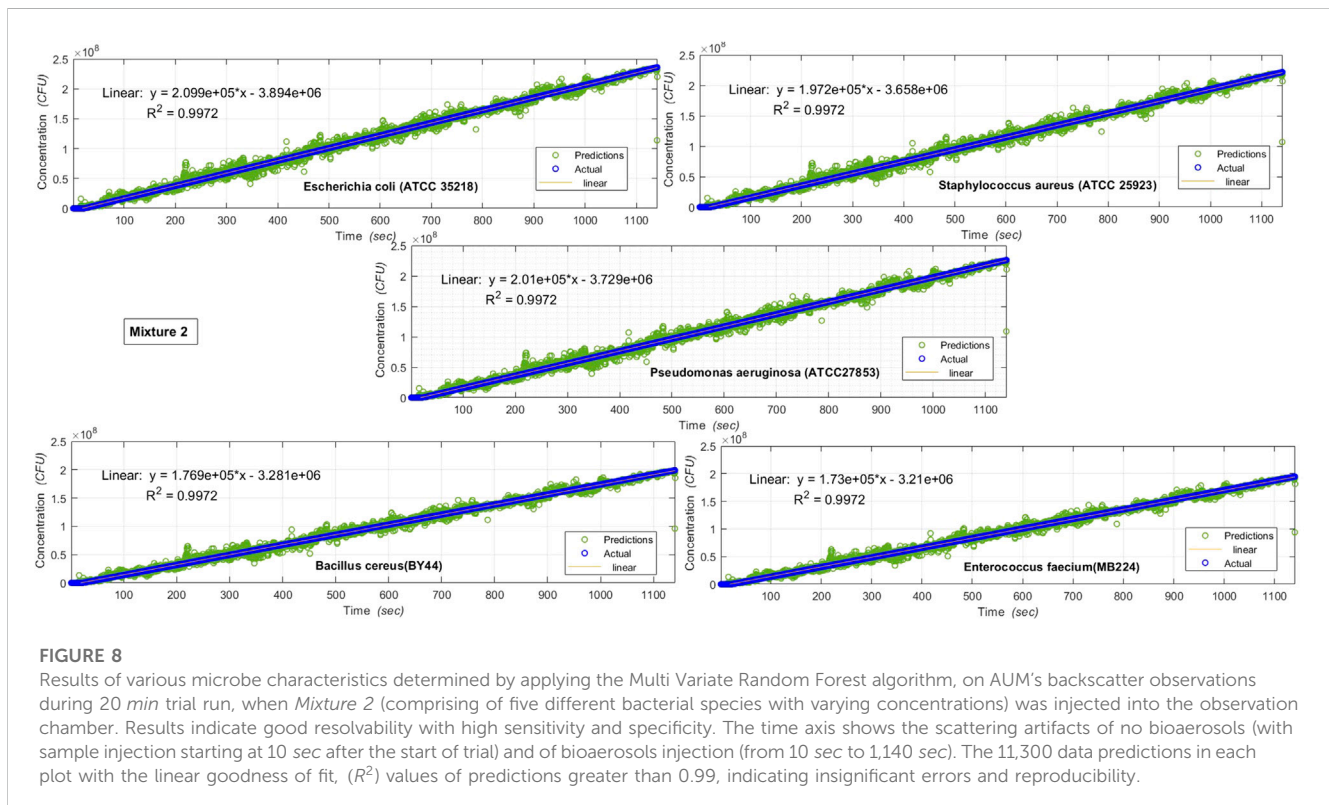 ×10⁸
2.5
2
1.5
1
0.5
0
Concentration (CFU)
Linear: y = 2.099e+05*x - 3.894e+06
R² = 0.9972
Predictions
Actual
linear
Escherichia coli (ATCC 35218)
100 200 300 400 500 600 700 800 900 1000 1100
Time (sec)
×10⁸
2.5
2
1.5
1
0.5
0
Concentration (CFU)
Linear: y = 1.972e+05*x - 3.658e+06
R² = 0.9972
Predictions
Actual
linear
Staphylococcus aureus (ATCC 25923)
100 200 300 400 500 600 700 800 900 1000 1100
Time (sec)
Mixture 2
×10⁸
2.5
2
1.5
1
0.5
0
Concentration (CFU)
Linear: y = 2.01e+05*x - 3.729e+06
R² = 0.9972
Predictions
Actual
linear
Pseudomonas aeruginosa (ATCC27853)
100 200 300 400 500 600 700 800 900 1000 1100
Time (sec)
×10⁸
2.5
2
1.5
1
0.5
0
Concentration (CFU)
Linear: y = 1.769e+05*x - 3.281e+06
R² = 0.9972
Predictions
Actual
linear
Bacillus cereus(BY44)
100 200 300 400 500 600 700 800 900 1000 1100
Time (sec)
×10⁸
2.5
2
1.5
1
0.5
0
Concentration (CFU)
Linear: y = 1.73e+05*x - 3.21e+06
R² = 0.9972
Predictions
linear
Actual
Enterococcus faecium(MB224)
100 200 300 400 500 600 700 800 900 1000 1100
Time (sec)
FIGURE 8
Results of various microbe characteristics determined by applying the Multi Variate Random Forest algorithm, on AUM's backscatter observations
during 20 min trial run, when Mixture 2 (comprising of five different bacterial species with varying concentrations) was injected into the observation
chamber. Results indicate good resolvability with high sensitivity and specificity. The time axis shows the scattering artifacts of no bioaerosols (with
sample injection starting at 10 sec after the start of trial) and of bioaerosols injection (from 10 sec to 1,140 sec). The 11,300 data predictions in each
plot with the linear goodness of fit, (R²) values of predictions greater than 0.99, indicating insignificant errors and reproducibility.